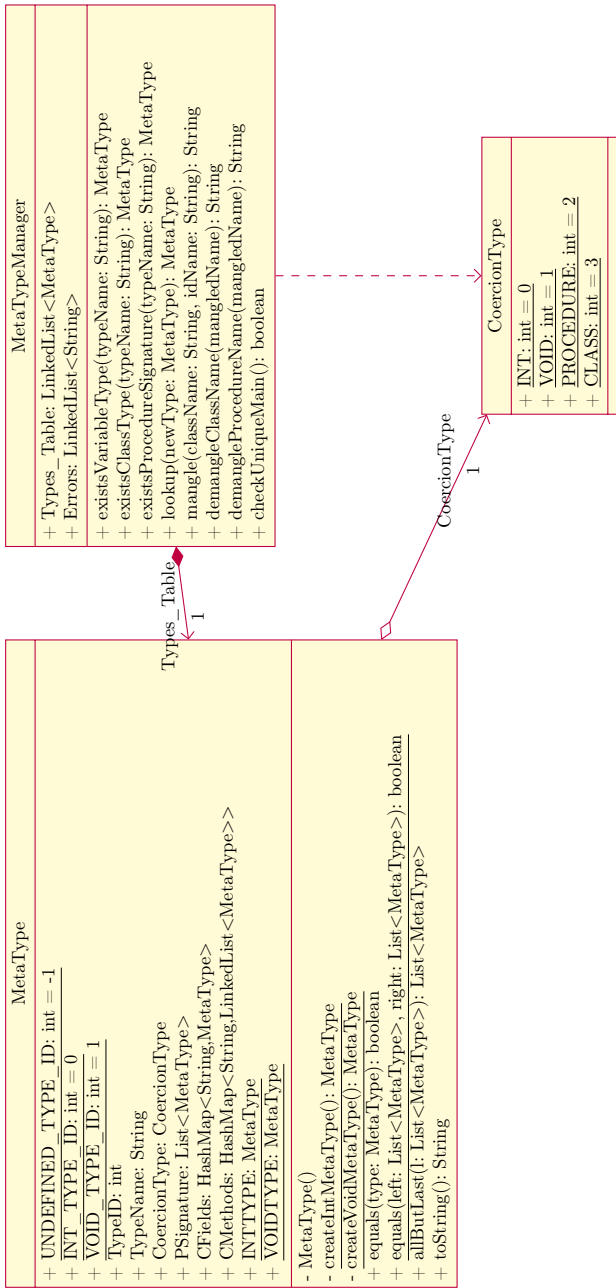 MetaType
+ UNDEFINED_TYPE_ID: int = -1
+ INT_TYPE_ID: int = 0
+ VOID_TYPE_ID: int = 1
+ TypeID: int
+ TypeName: String
+ CoercionType: CoercionType
+ PSignature: List<MetaType>
+ CFields: HashMap<String,MetaType>
+ CMethods: HashMap<String,LinkedList<MetaType>>
+ INTTYPE: MetaType
+ VOIDTYPE: MetaType
- MetaType()
- createIntMetaType(): MetaType
- createVoidMetaType(): MetaType
+ equals(type: MetaType): boolean
+ equals(left: List<MetaType>, right: List<MetaType>): boolean
+ allButLast(l: List<MetaType>): List<MetaType>
+ toString(): String
Types_Table
1
MetaTypeManager
+ Types_Table: LinkedList<MetaType>
+ Errors: LinkedList<String>
+ existsVariableType(typeName: String): MetaType
+ existsClassType(typeName: String): MetaType
+ existsProcedureSignature(typeName: String): MetaType
+ lookup(newType: MetaType): MetaType
+ mangle(className: String, idName: String): String
+ demangleClassName(mangledName): String
+ demangleProcedureName(mangledName): String
+ checkUniqueMain(): boolean
CoercionType
1
CoercionType
+ INT: int = 0
+ VOID: int = 1
+ PROCEDURE: int = 2
+ CLASS: int = 3